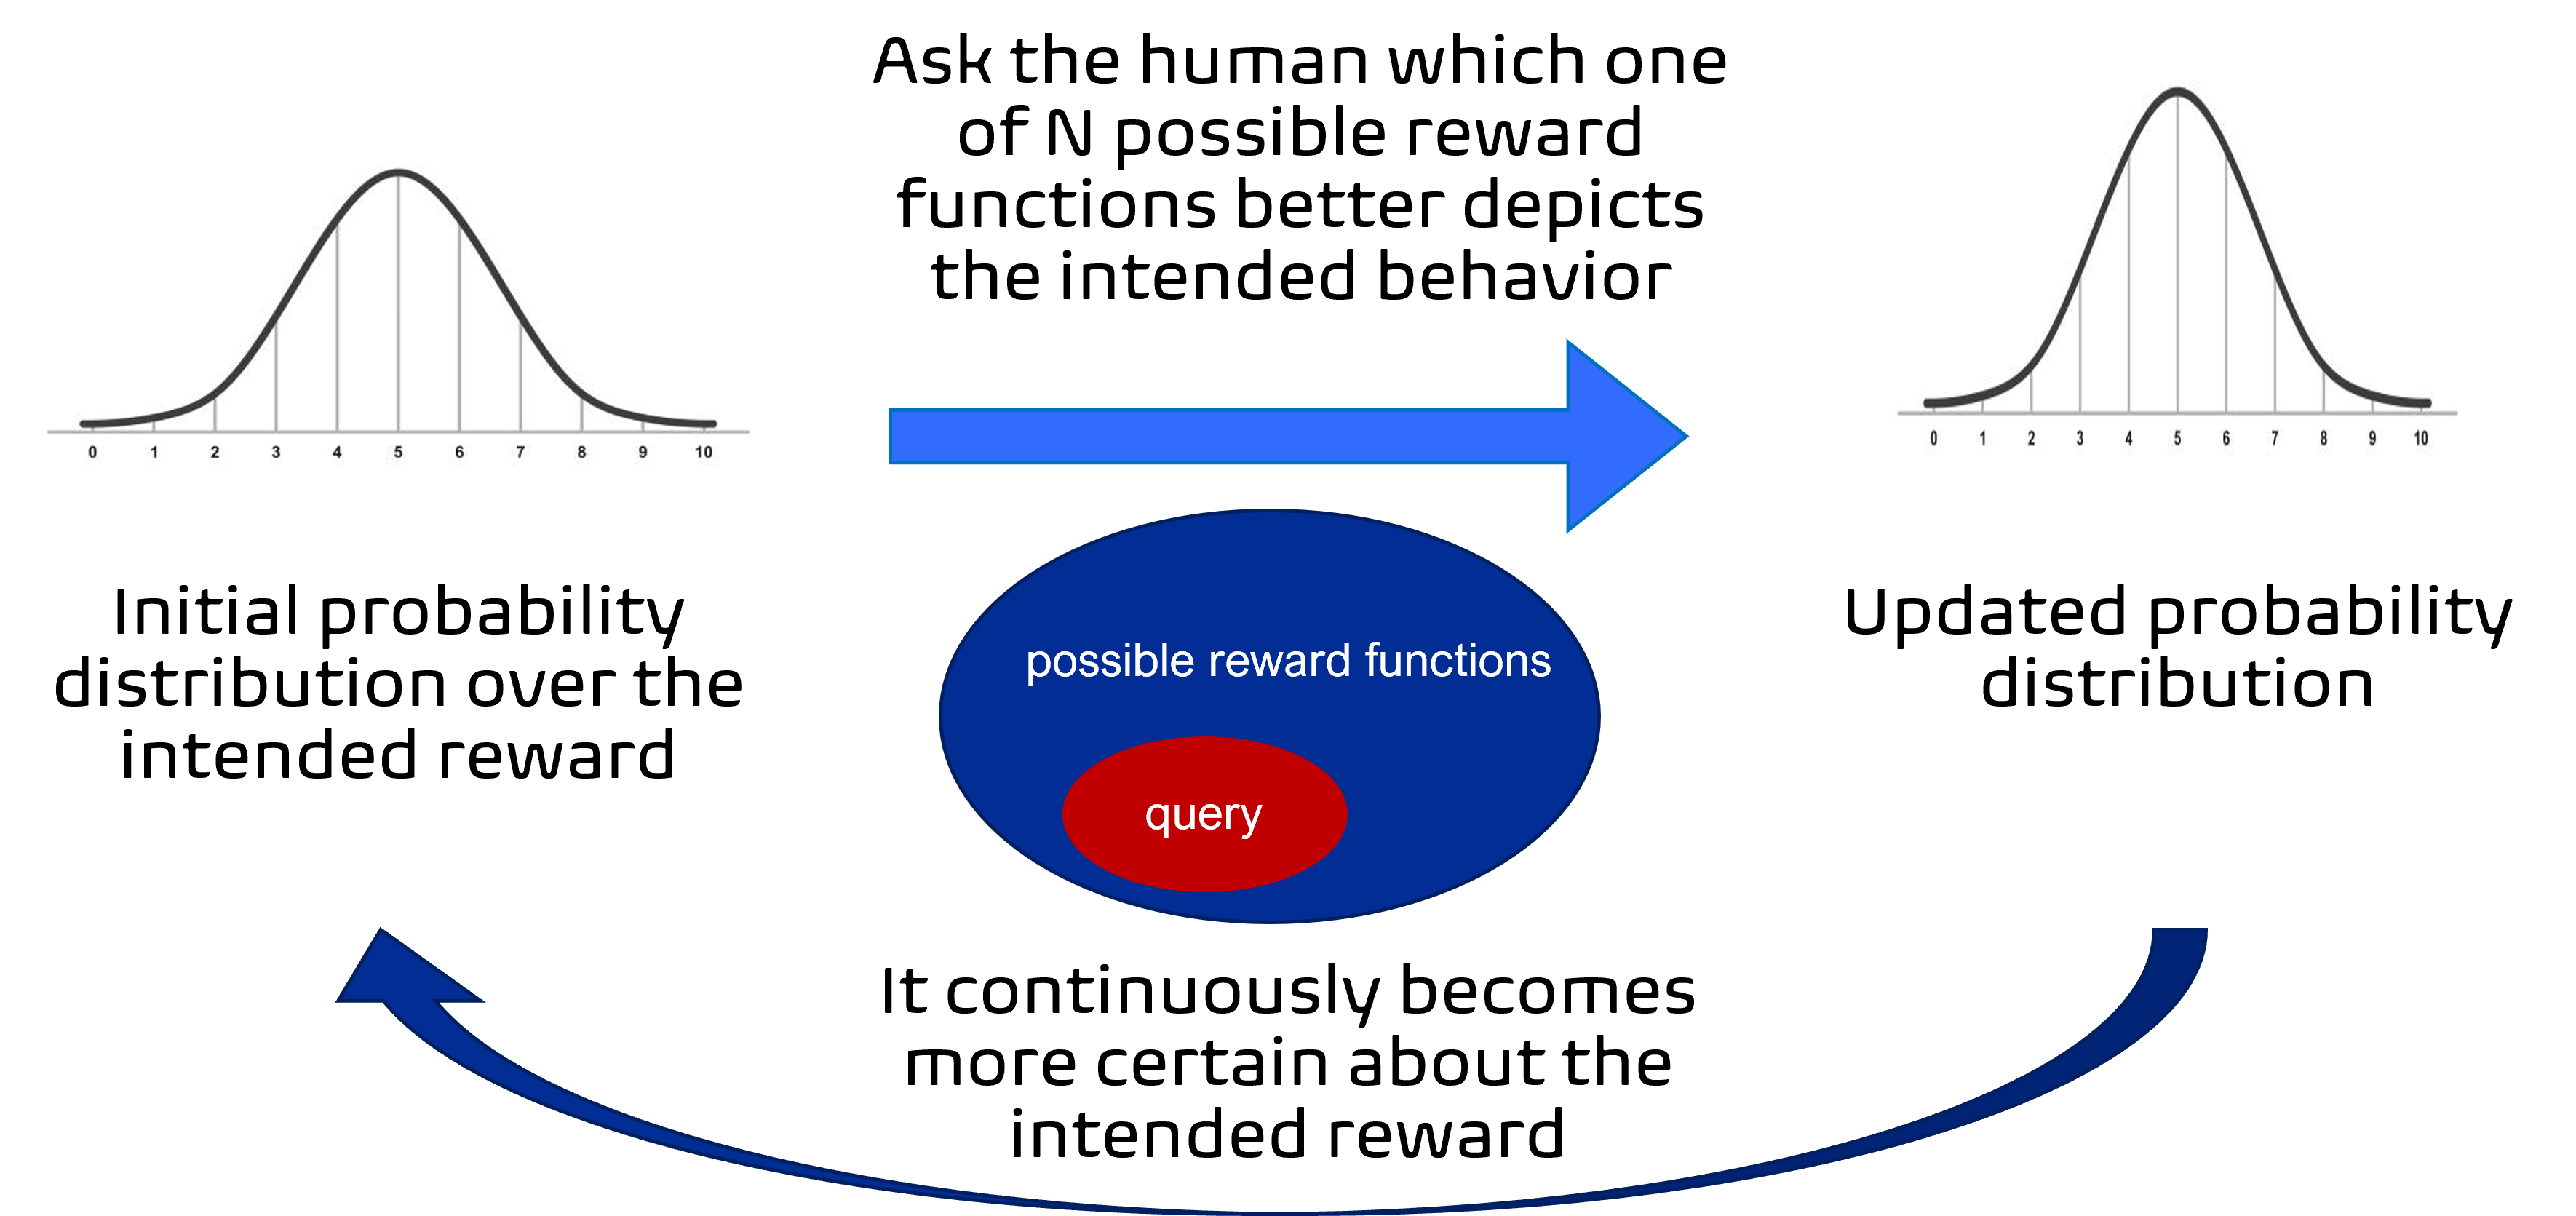 Ask the human which one
of N possible reward
functions better depicts
the intended behavior
0 1 2 3 4 5 6 7 8 9 10
0 1 2 3 4 5 6 7 8 9 10
Initial probability
distribution over the
intended reward
possible reward functions
query
Updated probability
distribution
It continuously becomes
more certain about the
intended reward